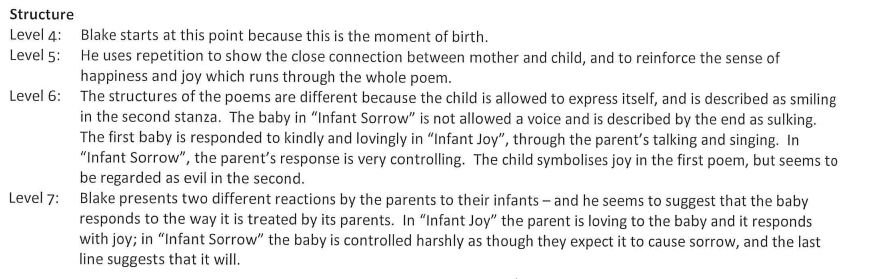 Structure
Level 4: Blake starts at this point because this is the moment of birth.
Level 5: He uses repetition to show the close connection between mother and child, and to reinforce the sense of
happiness and joy which runs through the whole poem.
Level 6: The structures of the poems are different because the child is allowed to express itself, and is described as smiling
in the second stanza. The baby in “Infant Sorrow” is not allowed a voice and is described by the end as sulking.
The first baby is responded to kindly and lovingly in “Infant Joy”, through the parent’s talking and singing. In
“Infant Sorrow”, the parent’s response is very controlling. The child symbolises joy in the first poem, but seems to
be regarded as evil in the second.
Level 7: Blake presents two different reactions by the parents to their infants – and he seems to suggest that the baby
responds to the way it is treated by its parents. In “Infant Joy” the parent is loving to the baby and it responds
with joy; in “Infant Sorrow” the baby is controlled harshly as though they expect it to cause sorrow, and the last
line suggests that it will.